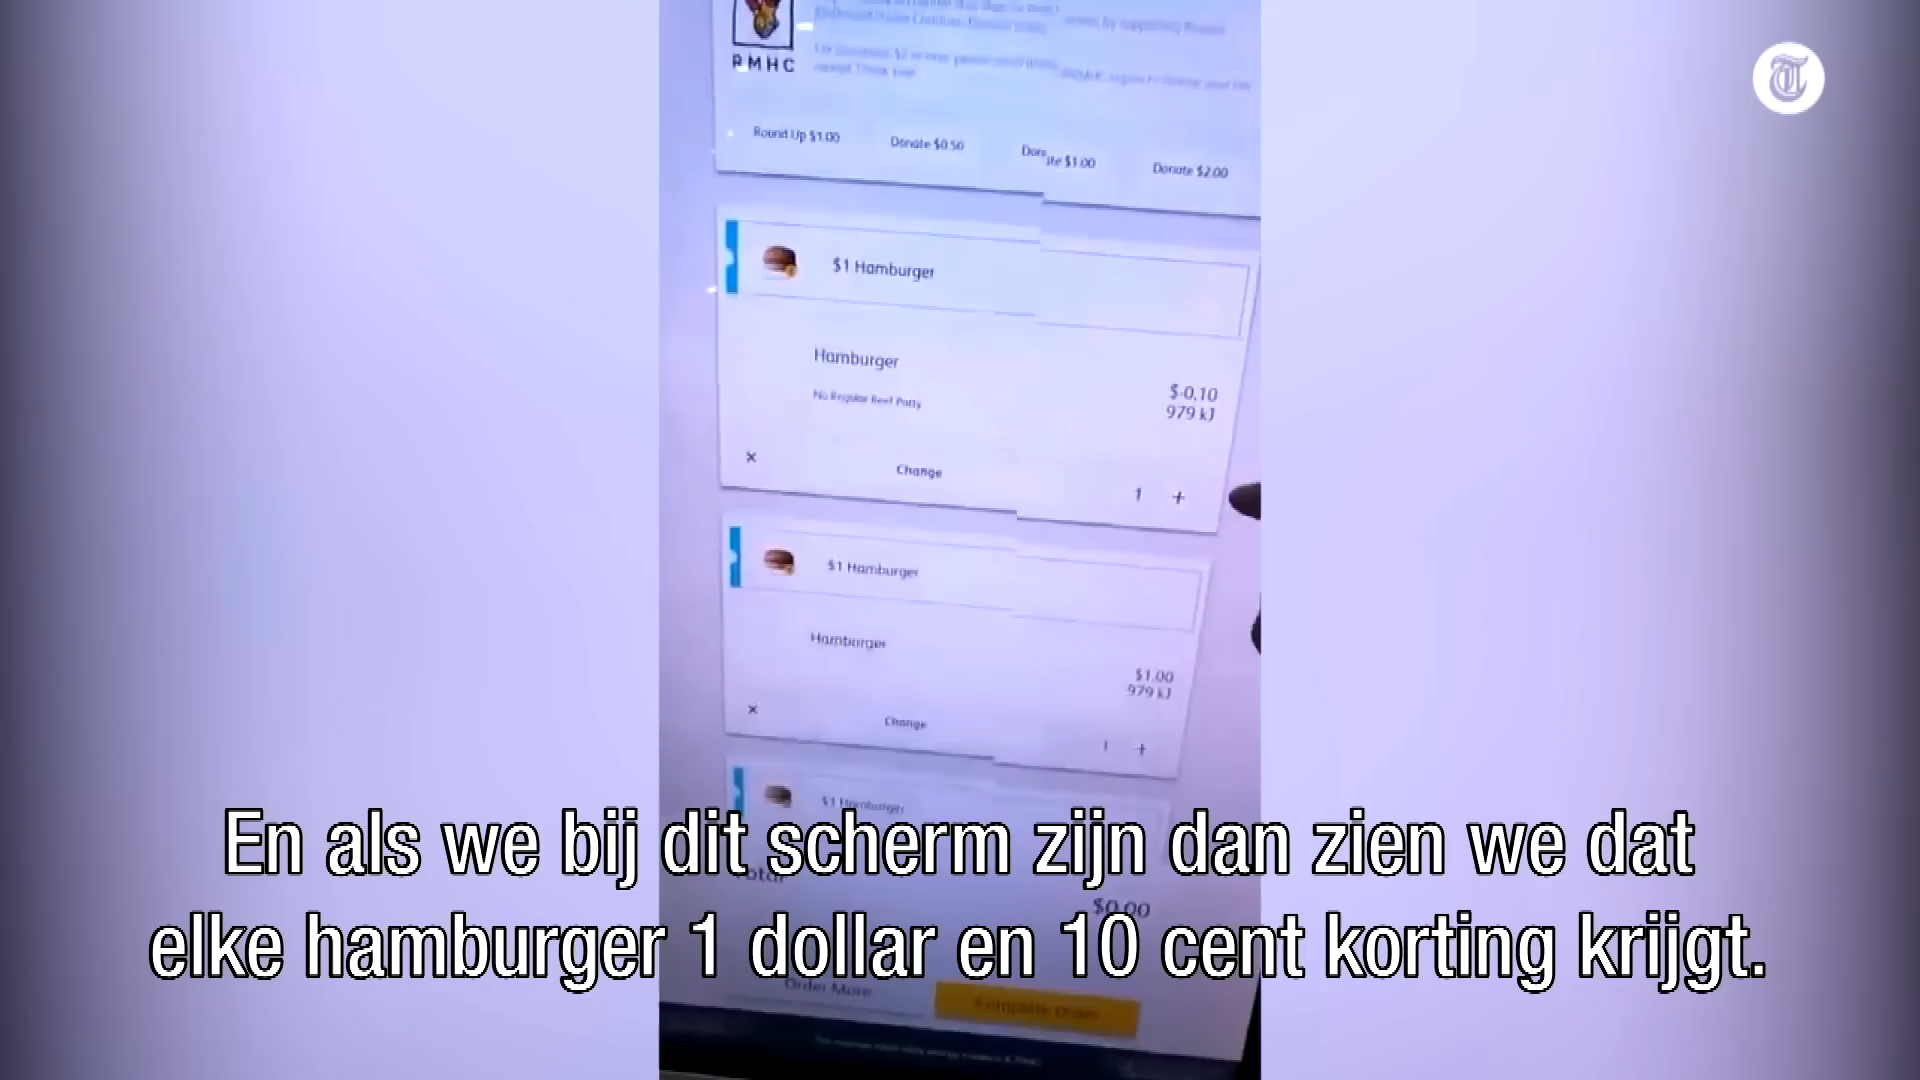 RMHC
Round Up $1.00
Donate $0.50
Donate $1.00
Donate $2.00
$1 Hamburger
Hamburger
$-0.10
No Regular Beef Patty
979 kJ
×
Change
1 +
$1 Hamburger
Hamburger
$1.00
979 kJ
×
Change
1 +
$1 Hamburger
En als we bij dit scherm zijn dan zien we dat
Total
$0.00
elke hamburger 1 dollar en 10 cent korting krijgt.
Order More
Complete Order